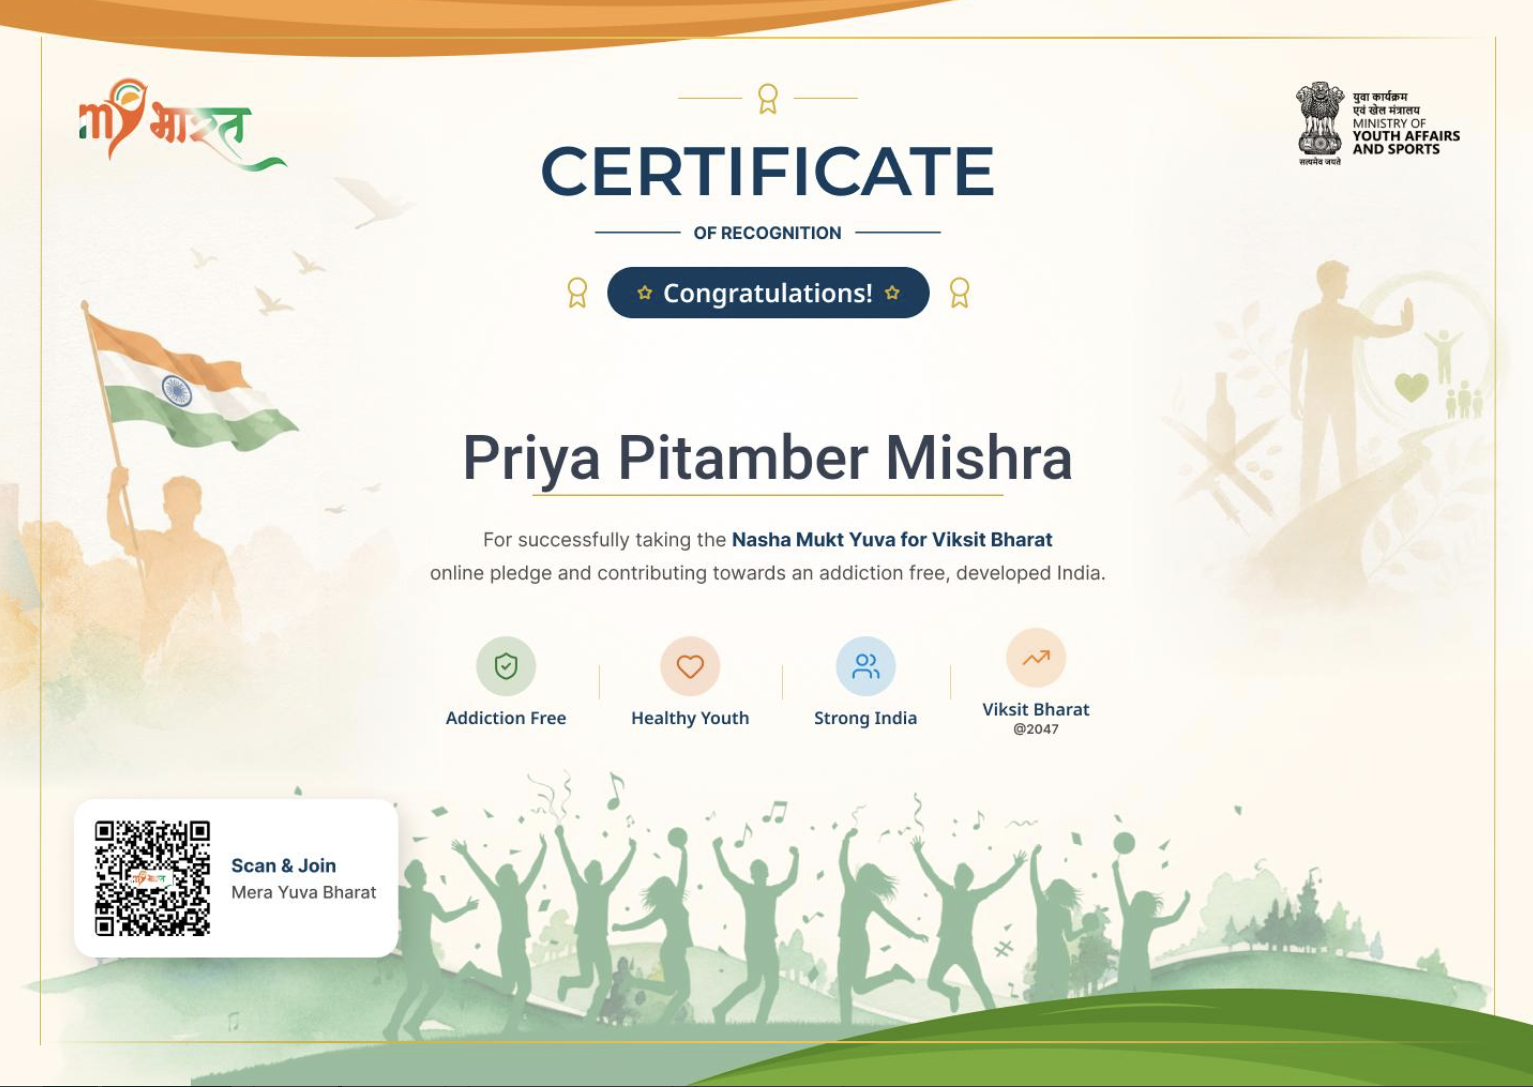 my भारत
युवा कार्यक्रम
एवं खेल मंत्रालय
MINISTRY OF
YOUTH AFFAIRS
AND SPORTS
सत्यमेव जयते
CERTIFICATE
OF RECOGNITION
Congratulations!
Priya Pitamber Mishra
For successfully taking the Nasha Mukt Yuva for Viksit Bharat
online pledge and contributing towards an addiction free, developed India.
Addiction Free
Healthy Youth
Strong India
Viksit Bharat
@2047
Scan & Join
Mera Yuva Bharat